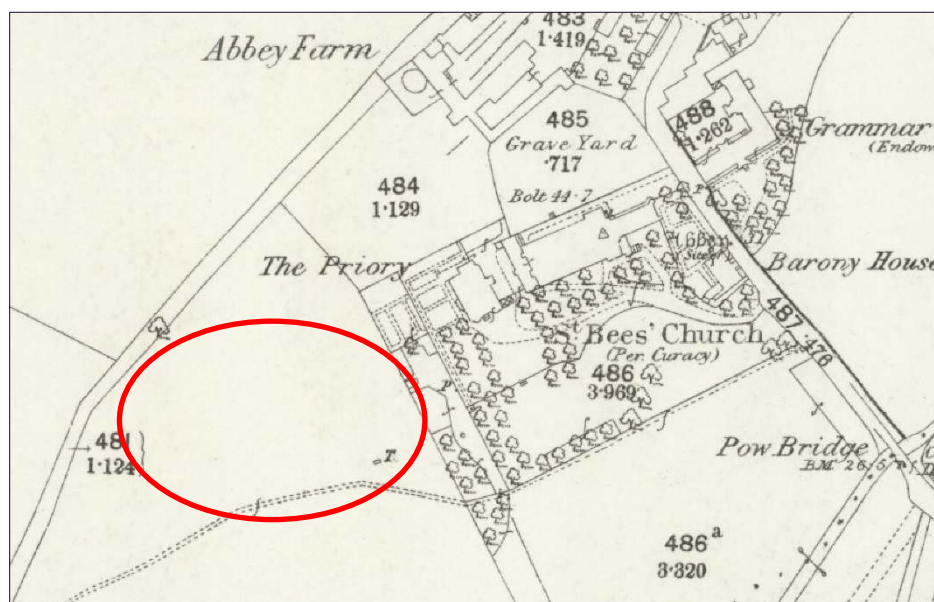 483
1·419
Abbey Farm
485
Grave Yard
·717
488
1·262
Grammar
(Endow
484
1·129
Bolt 44·7
The Priory
Barony House
St Bees' Church
(Per. Curacy)
487
·476
486
3·969
P
481
1·124
T
Pow Bridge
BM 26·5
486a
3·320